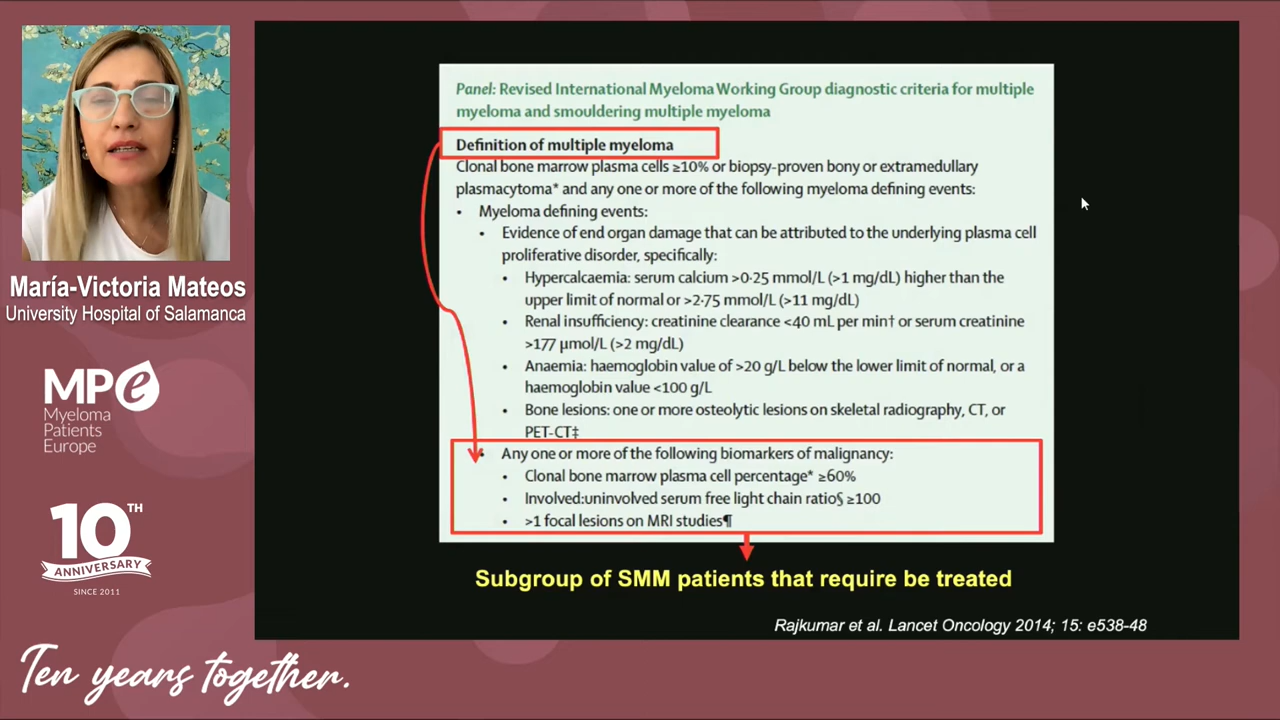 Panel: Revised International Myeloma Working Group diagnostic criteria for multiple
myeloma and smouldering multiple myeloma
Definition of multiple myeloma
Clonal bone marrow plasma cells ≥10% or biopsy-proven bony or extramedullary
plasmacytoma* and any one or more of the following myeloma defining events:
• Myeloma defining events:
• Evidence of end organ damage that can be attributed to the underlying plasma cell
proliferative disorder, specifically:
• Hypercalcaemia: serum calcium >0·25 mmol/L (>1 mg/dL) higher than the
upper limit of normal or >2·75 mmol/L (>11 mg/dL)
• Renal insufficiency: creatinine clearance <40 mL per min† or serum creatinine
>177 μmol/L (>2 mg/dL)
• Anaemia: haemoglobin value of >20 g/L below the lower limit of normal, or a
haemoglobin value <100 g/L
• Bone lesions: one or more osteolytic lesions on skeletal radiography, CT, or
PET-CT‡
• Any one or more of the following biomarkers of malignancy:
• Clonal bone marrow plasma cell percentage* ≥60%
• Involved:uninvolved serum free light chain ratio§ ≥100
• >1 focal lesions on MRI studies¶
Subgroup of SMM patients that require be treated
Rajkumar et al. Lancet Oncology 2014; 15: e538-48
María-Victoria Mateos
University Hospital of Salamanca
MPe
Myeloma
Patients
Europe
10TH
ANNIVERSARY
SINCE 2011
Ten years together.